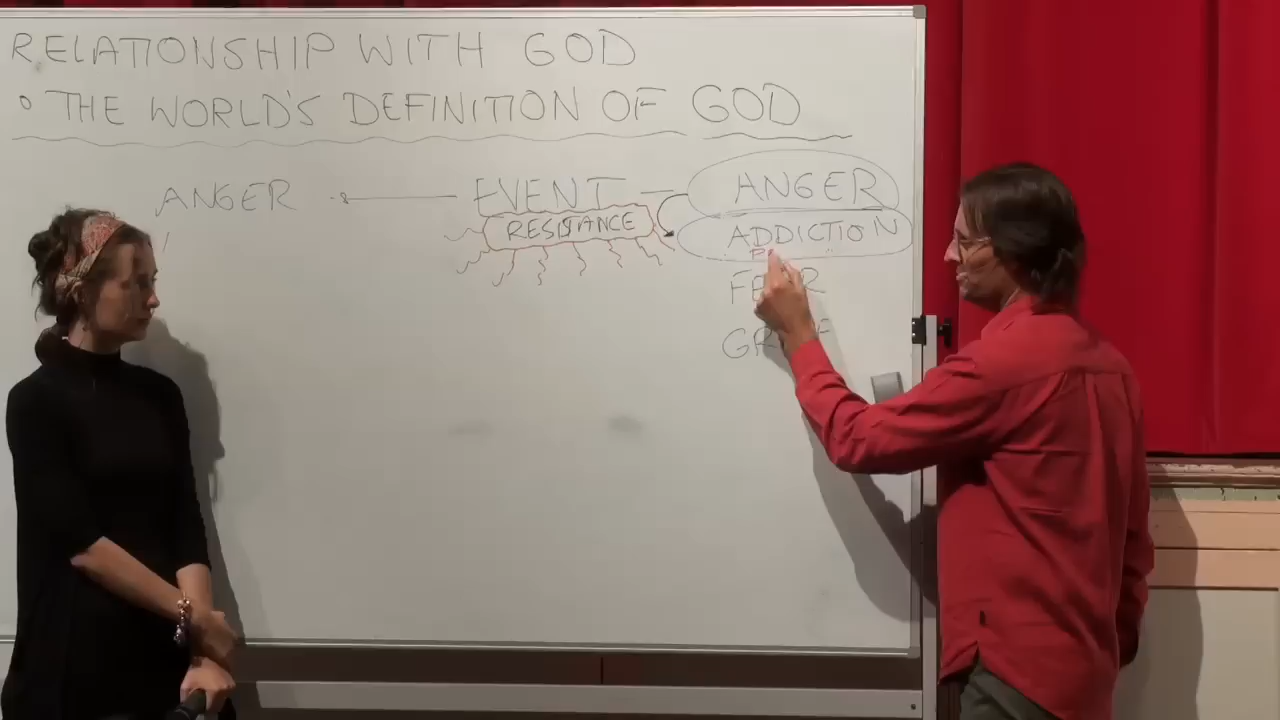 RELATIONSHIP WITH GOD
° THE WORLD'S DEFINITION OF GOD
ANGER EVENT ANGER
RESISTANCE ADDICTION